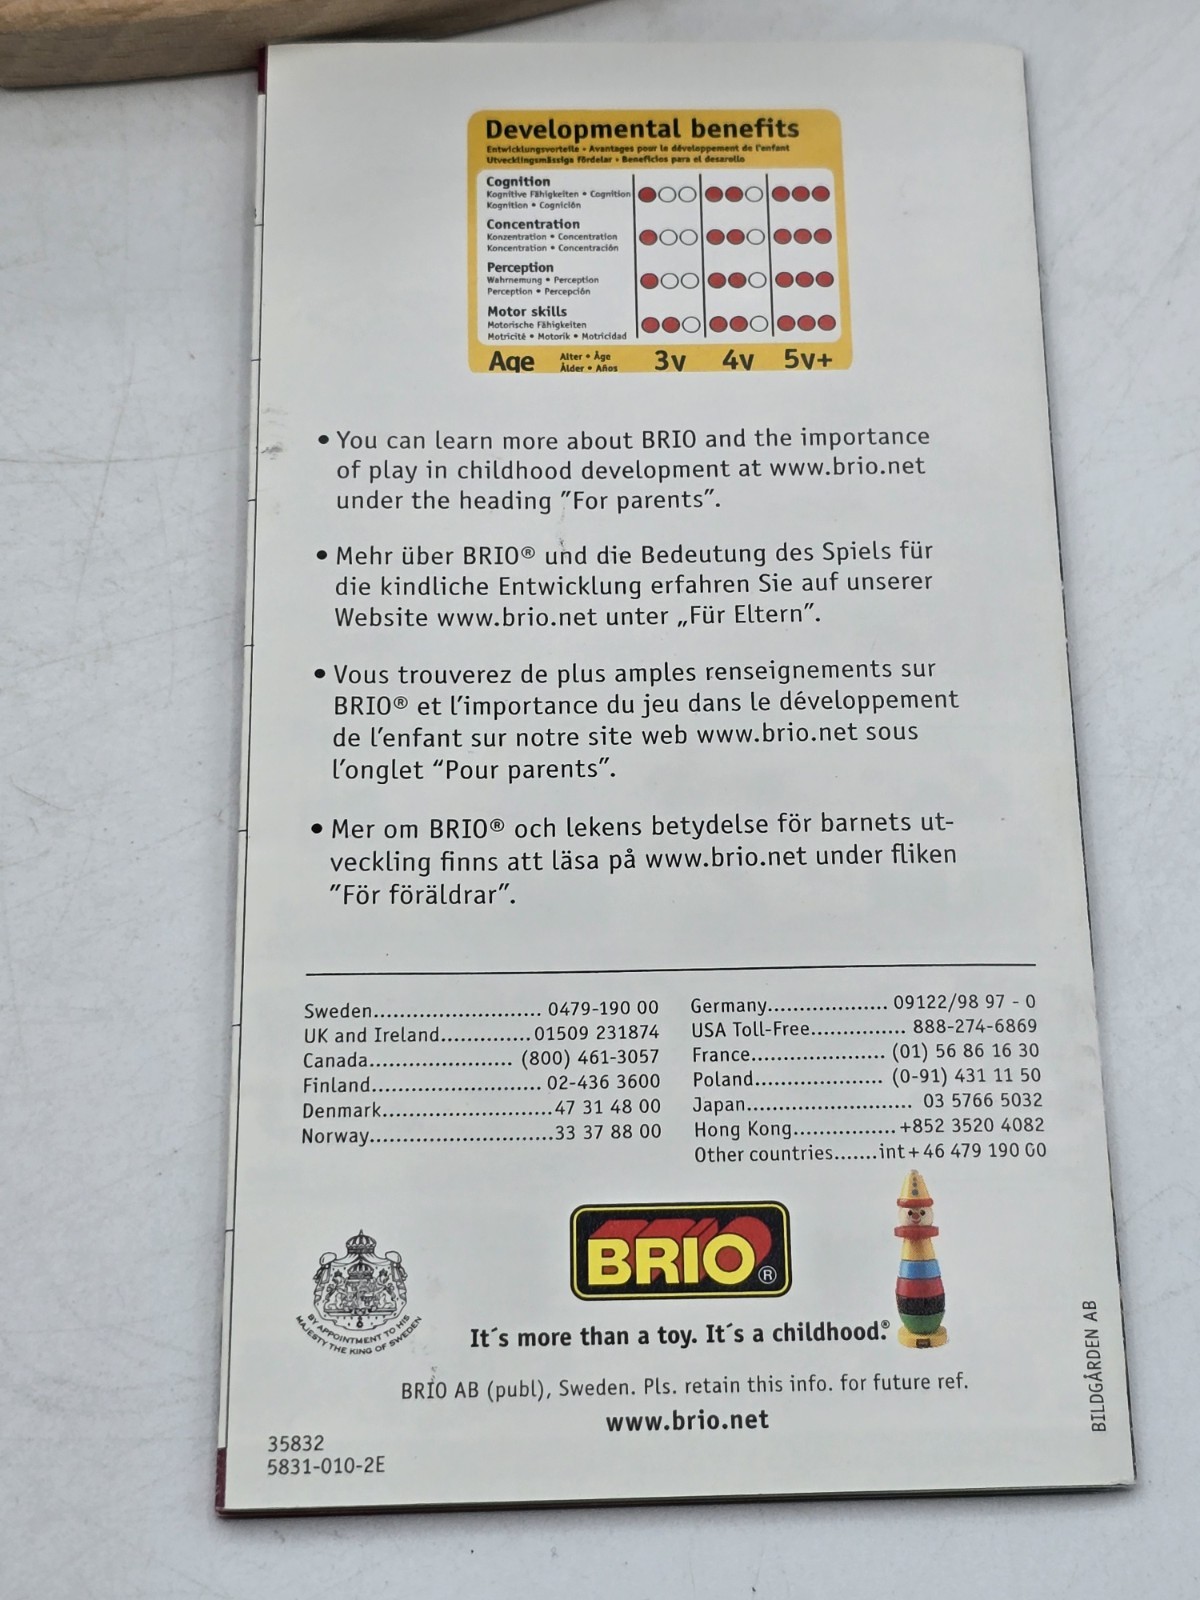 Developmental benefits
Entwicklungsvorteile • Avantages pour le développement de l'enfant
Utvecklingsmässiga fördelar • Beneficios para el desarollo
Cognition
Kognitive Fähigkeiten • Cognition
Kognition • Cognición
Concentration
Konzentration • Concentration
Koncentration • Concentración
Perception
Wahrnemung • Perception
Perception • Percepción
Motor skills
Motorische Fähigkeiten
Motricité • Motorik • Motricidad
Age
Alter • Âge
Ålder • Años
3y 4y 5y+
• You can learn more about BRIO and the importance
of play in childhood development at www.brio.net
under the heading ”For parents”.
• Mehr über BRIO® und die Bedeutung des Spiels für
die kindliche Entwicklung erfahren Sie auf unserer
Website www.brio.net unter „Für Eltern”.
• Vous trouverez de plus amples renseignements sur
BRIO® et l’importance du jeu dans le développement
de l’enfant sur notre site web www.brio.net sous
l’onglet “Pour parents”.
• Mer om BRIO® och lekens betydelse för barnets ut-
veckling finns att läsa på www.brio.net under fliken
”För föräldrar”.
Sweden.......................... 0479-190 00
UK and Ireland..............01509 231874
Canada...................... (800) 461-3057
Finland.......................... 02-436 3600
Denmark..........................47 31 48 00
Norway............................33 37 88 00
Germany................... 09122/98 97 - 0
USA Toll-Free............... 888-274-6869
France..................... (01) 56 86 16 30
Poland.................... (0-91) 431 11 50
Japan.......................... 03 5766 5032
Hong Kong................+852 3520 4082
Other countries.......int+46 479 190 00
BY APPOINTMENT TO HIS
MAJESTY THE KING OF SWEDEN
BRIO®
It´s more than a toy. It´s a childhood.®
BRIO AB (publ), Sweden. Pls. retain this info. for future ref.
www.brio.net
35832
5831-010-2E
BILDGÅRDEN AB